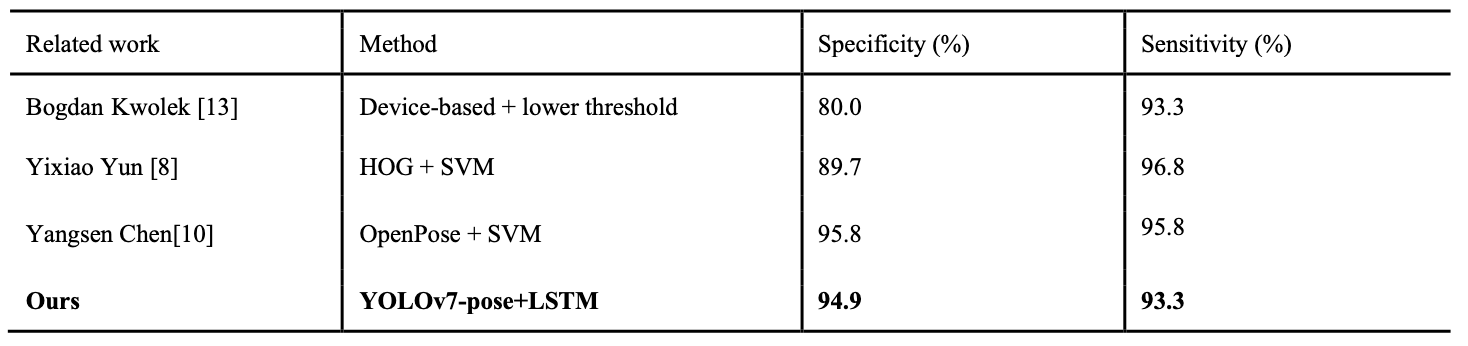 Related work Method Specificity (%) Sensitivity (%)
Bogdan Kwolek [13] Device-based + lower threshold 80.0 93.3
Yixiao Yun [8] HOG + SVM 89.7 96.8
Yangsen Chen[10] OpenPose + SVM 95.8 95.8
Ours YOLOv7-pose+LSTM 94.9 93.3